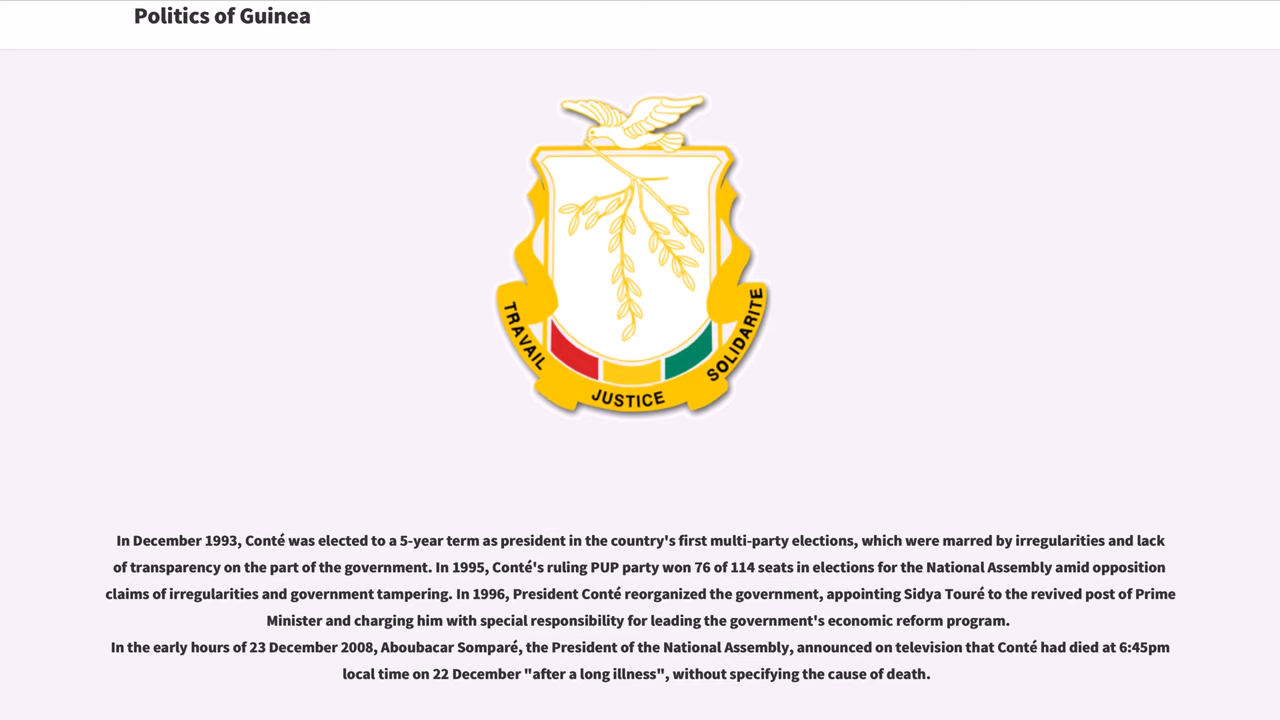 Politics of Guinea
TRAVAIL
JUSTICE
SOLIDARITE
In December 1993, Conté was elected to a 5-year term as president in the country's first multi-party elections, which were marred by irregularities and lack
of transparency on the part of the government. In 1995, Conté's ruling PUP party won 76 of 114 seats in elections for the National Assembly amid opposition
claims of irregularities and government tampering. In 1996, President Conté reorganized the government, appointing Sidya Touré to the revived post of Prime
Minister and charging him with special responsibility for leading the government's economic reform program.
In the early hours of 23 December 2008, Aboubacar Somparé, the President of the National Assembly, announced on television that Conté had died at 6:45pm
local time on 22 December "after a long illness", without specifying the cause of death.